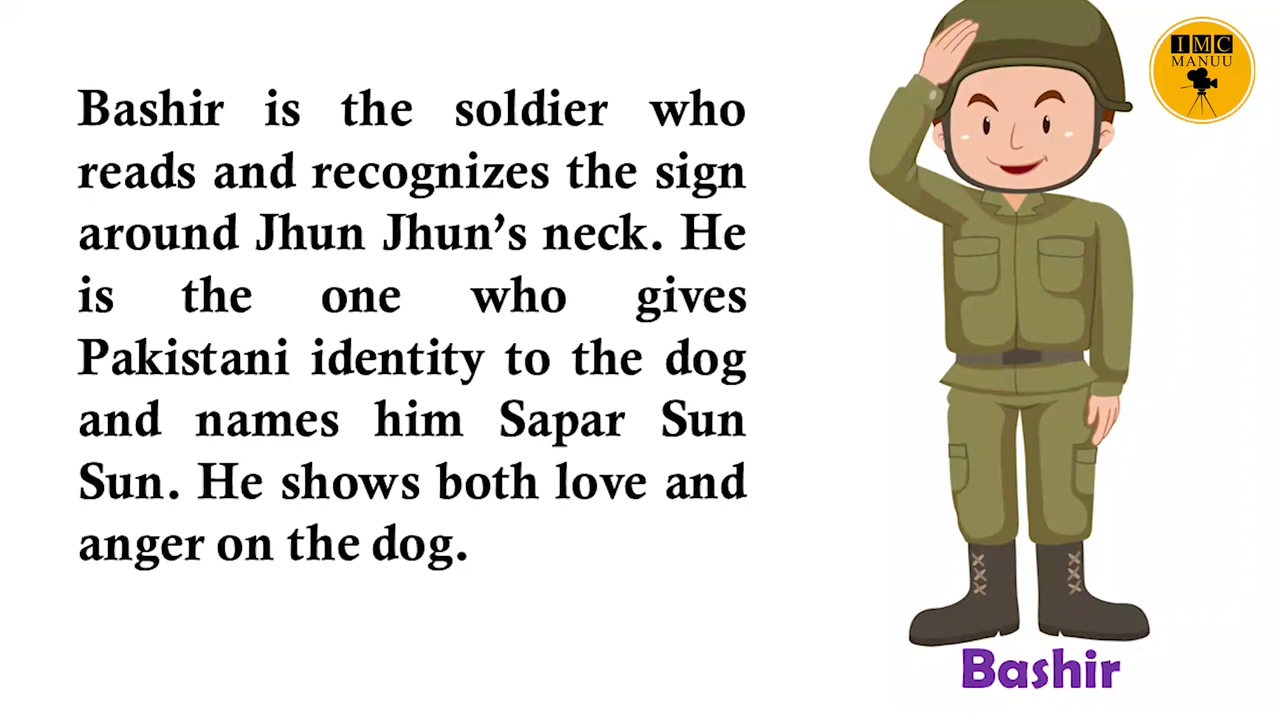 Bashir is the soldier who
reads and recognizes the sign
around Jhun Jhun's neck. He
is the one who gives
Pakistani identity to the dog
and names him Sapar Sun
Sun. He shows both love and
anger on the dog.
IMC
MANUU
Bashir